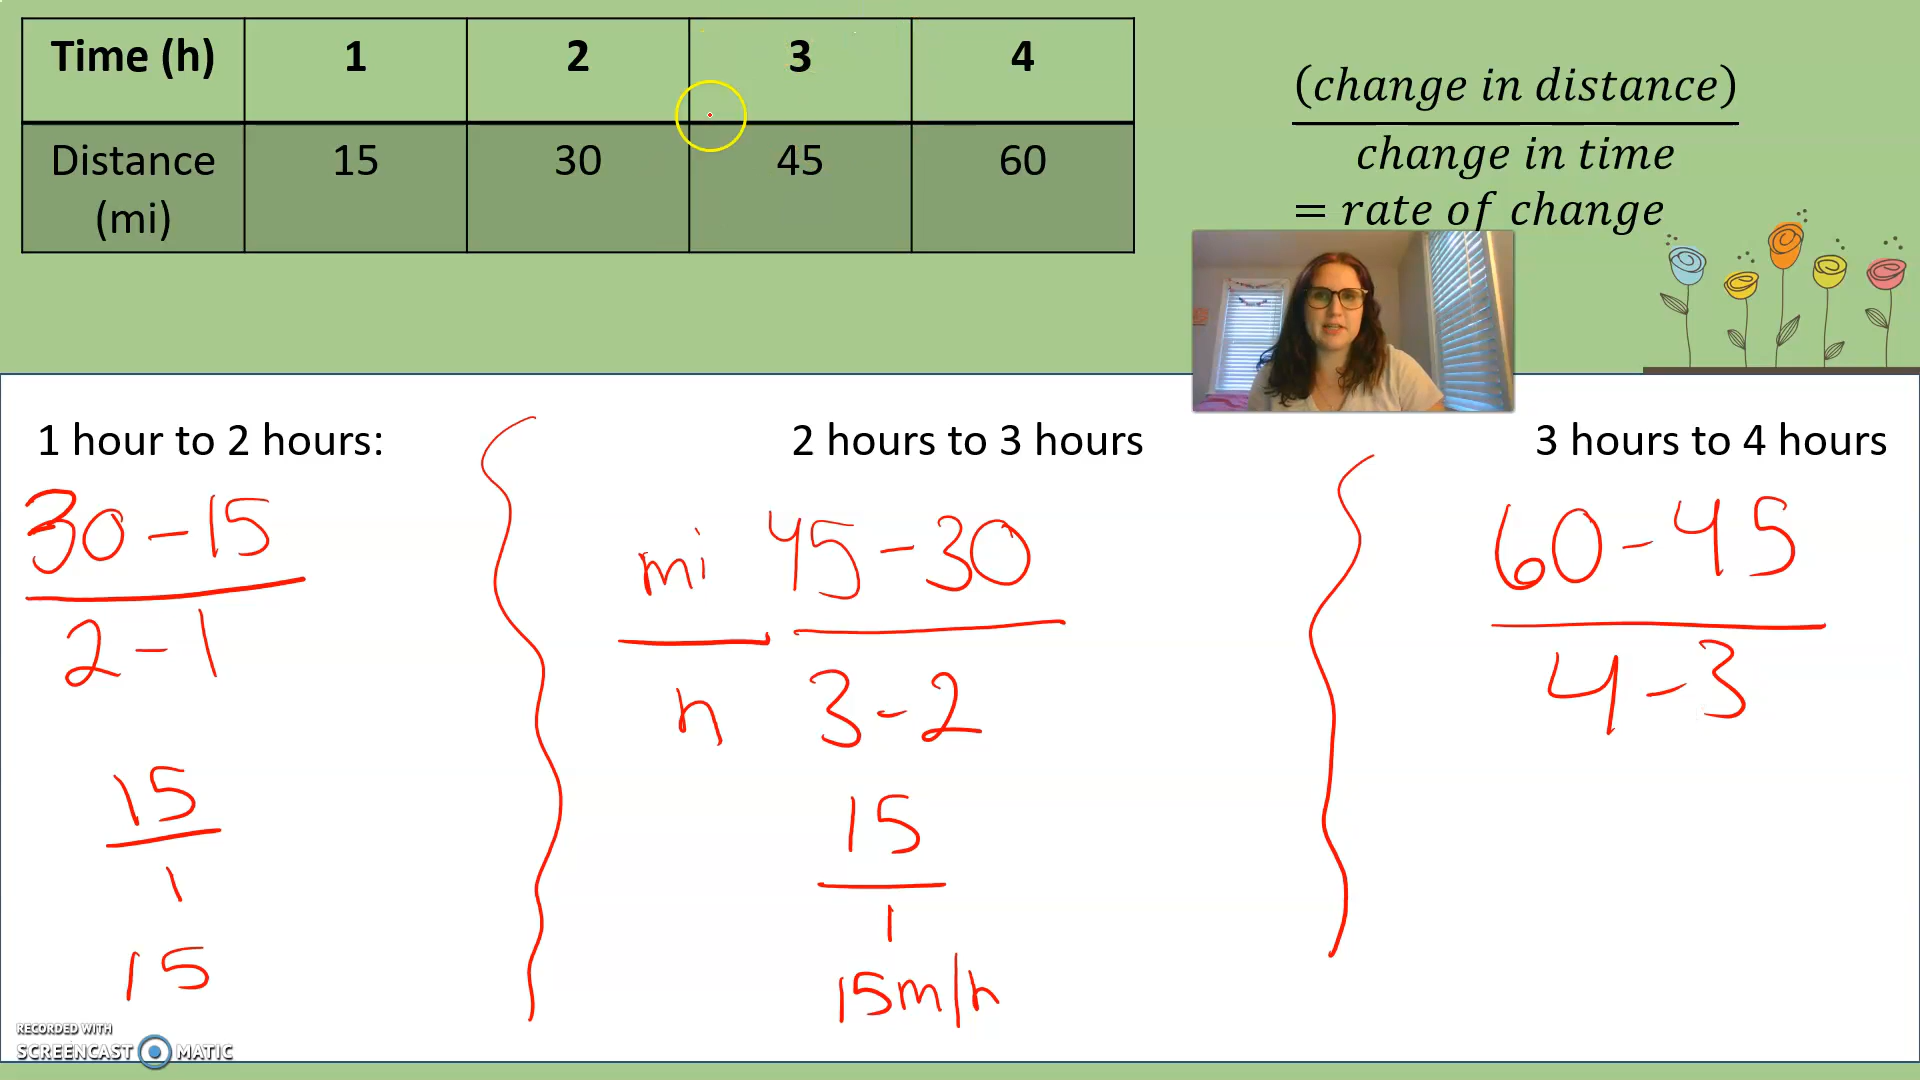 Time (h) 1 2 3 4
Distance (mi) 15 30 45 60
(change in distance)
change in time
= rate of change
1 hour to 2 hours:
30 - 15
2 - 1
15
1
15
2 hours to 3 hours
mi 45 - 30
h 3 - 2
15
1
15m/h
3 hours to 4 hours
60 - 45
4 - 3
RECORDED WITH
SCREENCAST MATIC